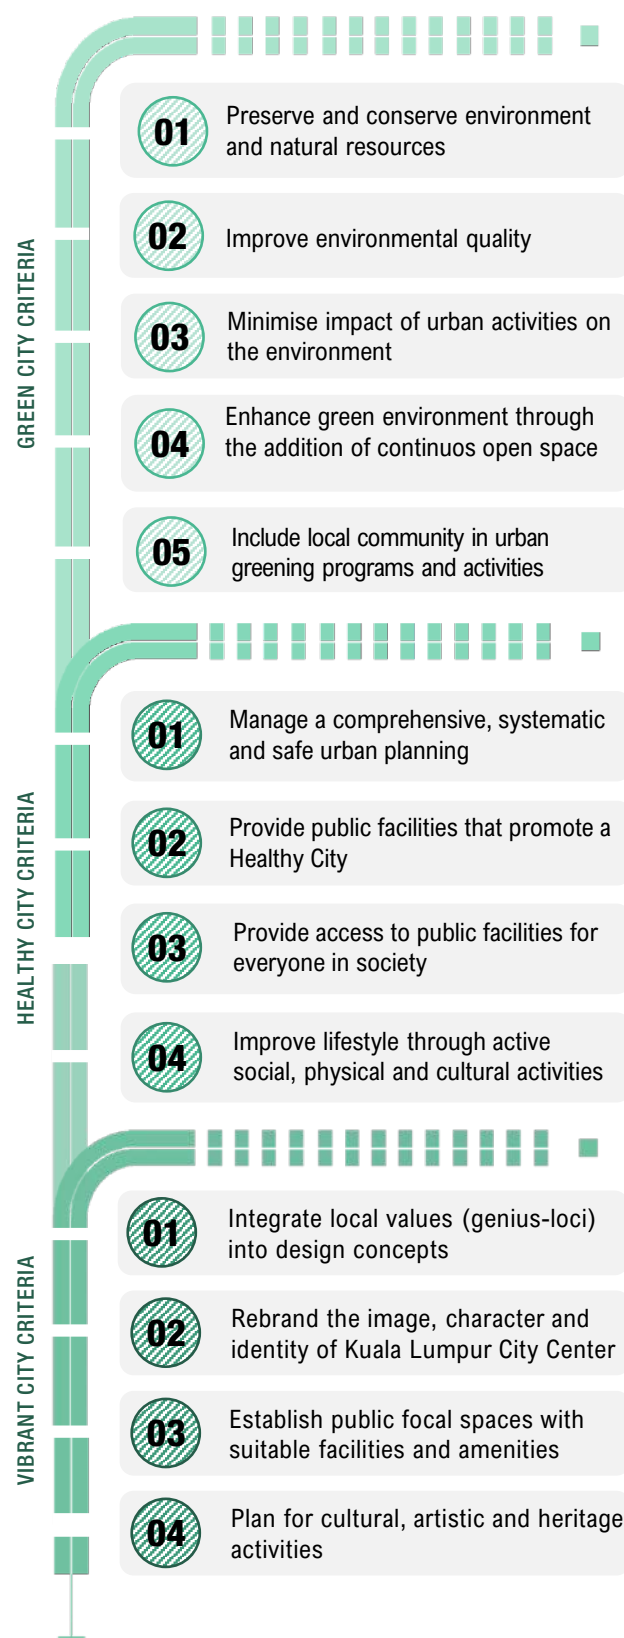 GREEN CITY CRITERIA
01
Preserve and conserve environment
and natural resources
02
Improve environmental quality
03
Minimise impact of urban activities on
the environment
04
Enhance green environment through
the addition of continuos open space
05
Include local community in urban
greening programs and activities
HEALTHY CITY CRITERIA
01
Manage a comprehensive, systematic
and safe urban planning
02
Provide public facilities that promote a
Healthy City
03
Provide access to public facilities for
everyone in society
04
Improve lifestyle through active
social, physical and cultural activities
VIBRANT CITY CRITERIA
01
Integrate local values (genius-loci)
into design concepts
02
Rebrand the image, character and
identity of Kuala Lumpur City Center
03
Establish public focal spaces with
suitable facilities and amenities
04
Plan for cultural, artistic and heritage
activities